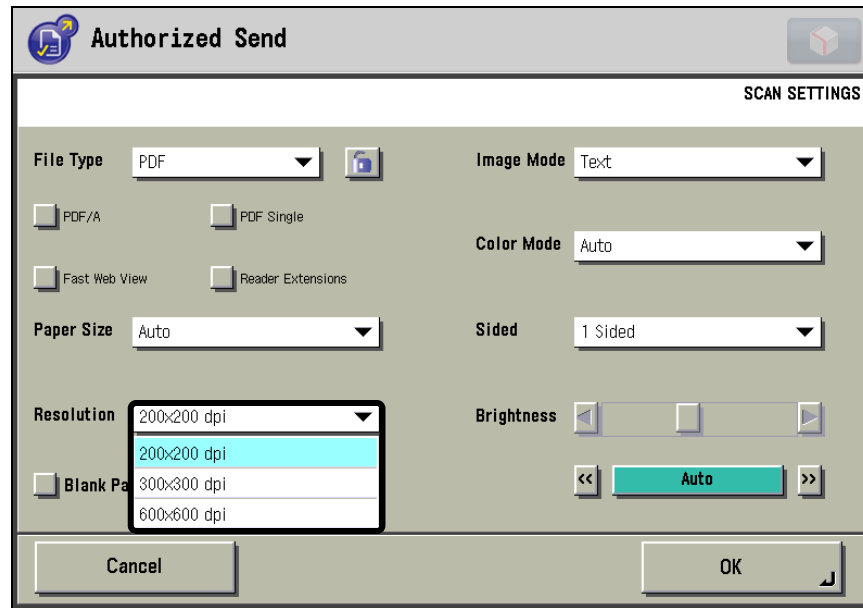 Authorized Send
SCAN SETTINGS
File Type PDF
Image Mode Text
PDF/A PDF Single
Color Mode Auto
Fast Web View Reader Extensions
Paper Size Auto
Sided 1 Sided
Resolution 200x200 dpi
Brightness
200x200 dpi
300x300 dpi
600x600 dpi
Blank Pa
<< Auto >>
Cancel OK